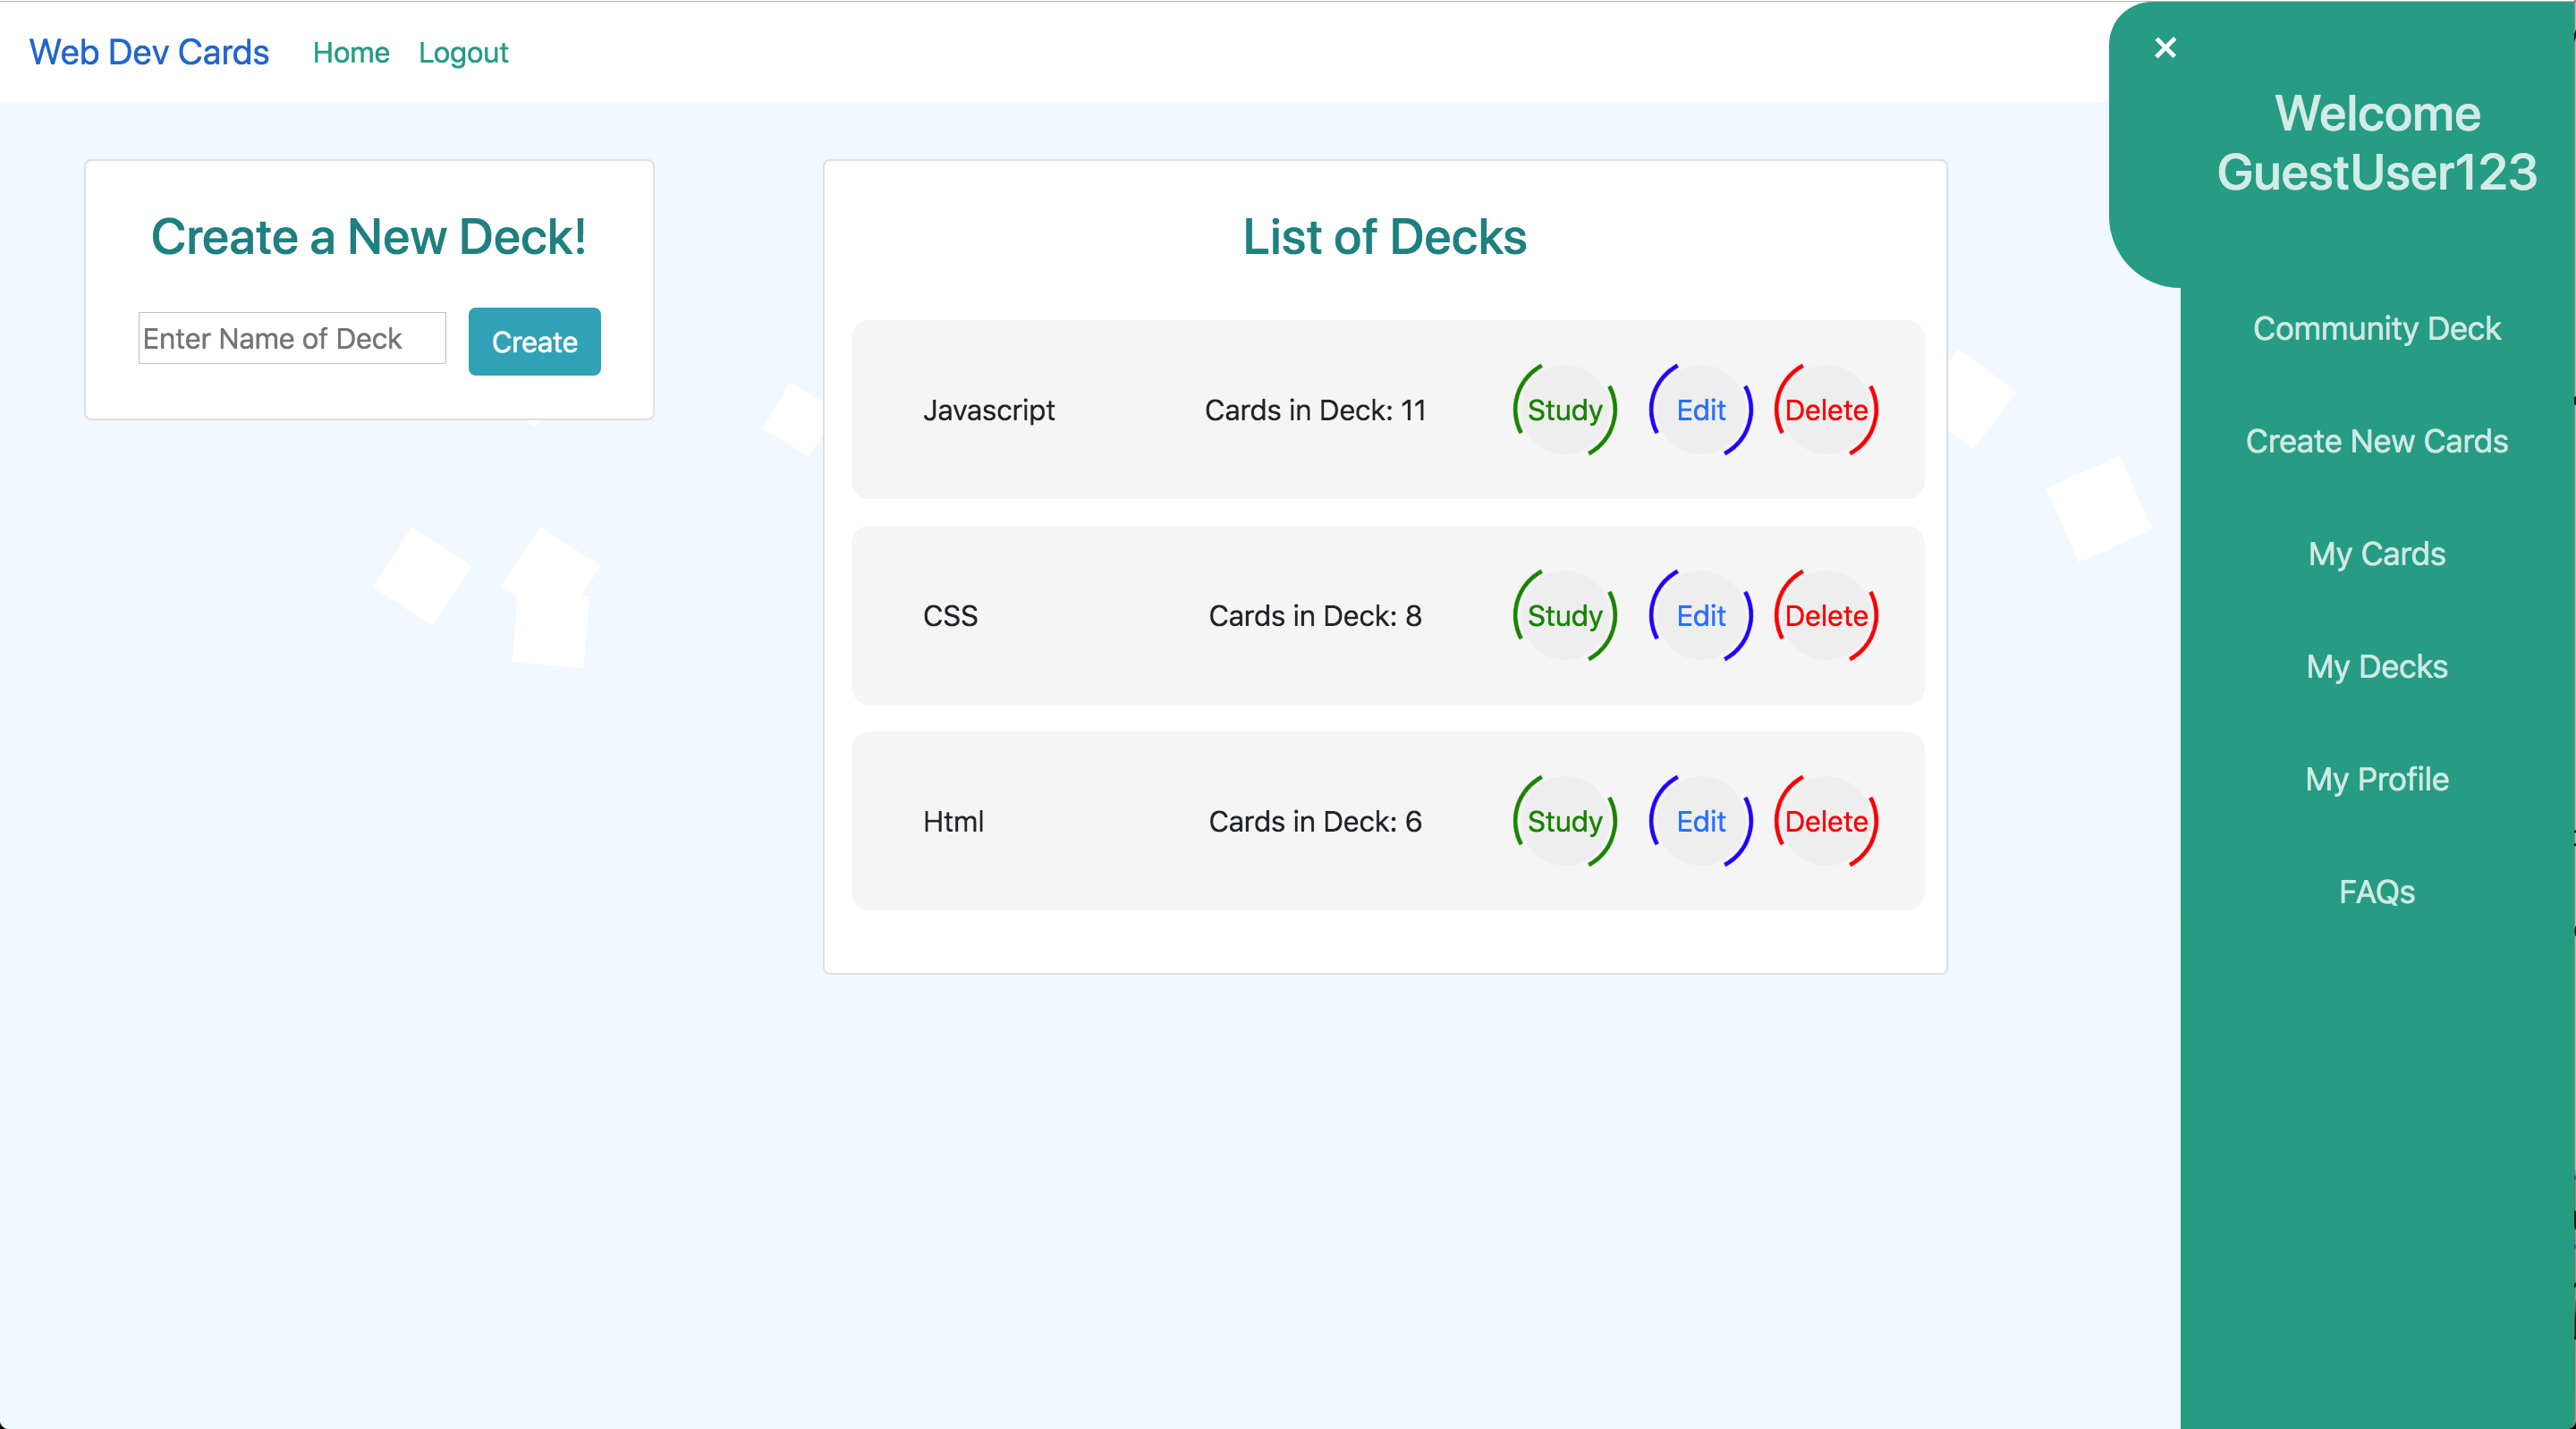 Web Dev Cards Home Logout
×
Welcome
GuestUser123
Create a New Deck!
Enter Name of Deck Create
List of Decks
Javascript Cards in Deck: 11 Study Edit Delete
CSS Cards in Deck: 8 Study Edit Delete
Html Cards in Deck: 6 Study Edit Delete
Community Deck
Create New Cards
My Cards
My Decks
My Profile
FAQs